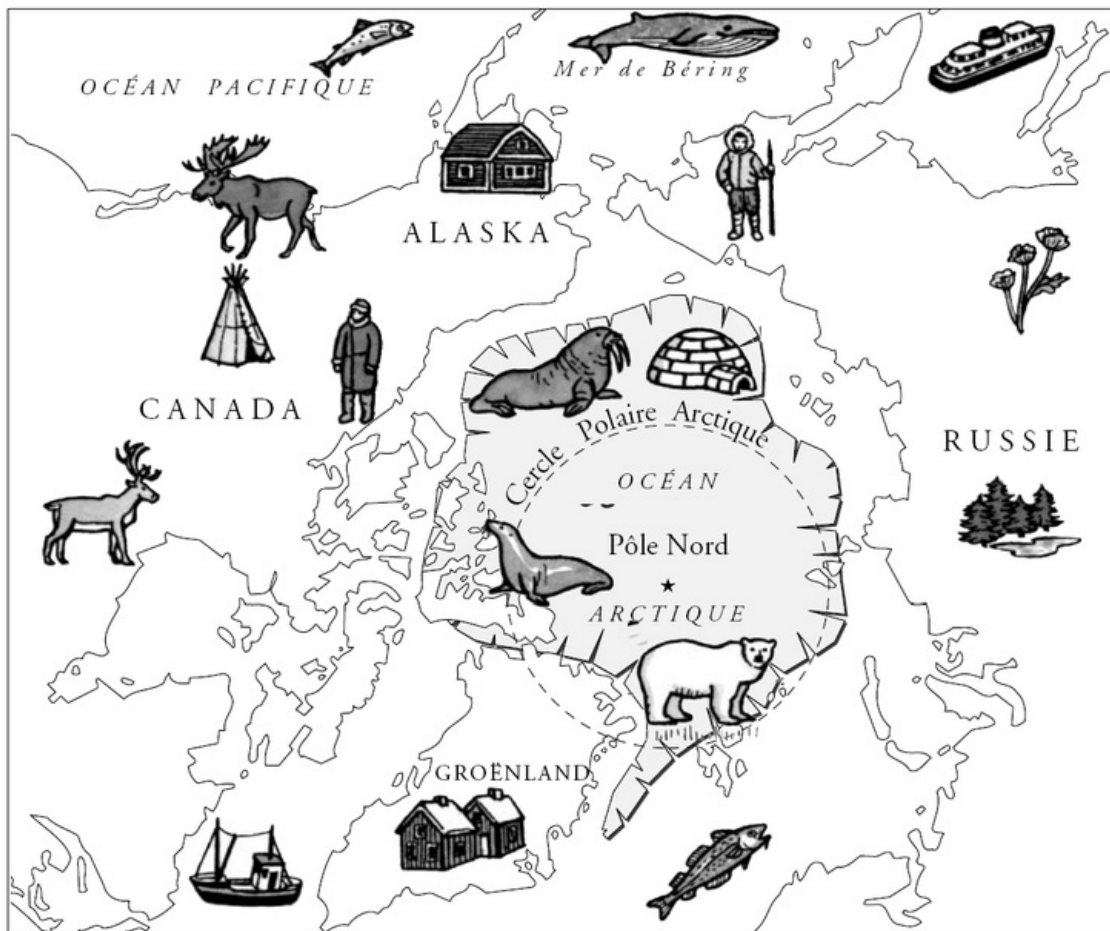 OCÉAN PACIFIQUE
Mer de Béring
ALASKA
CANADA
Cercle Polaire Arctique
RUSSIE
OCÉAN
Pôle Nord
ARCTIQUE
GROËNLAND